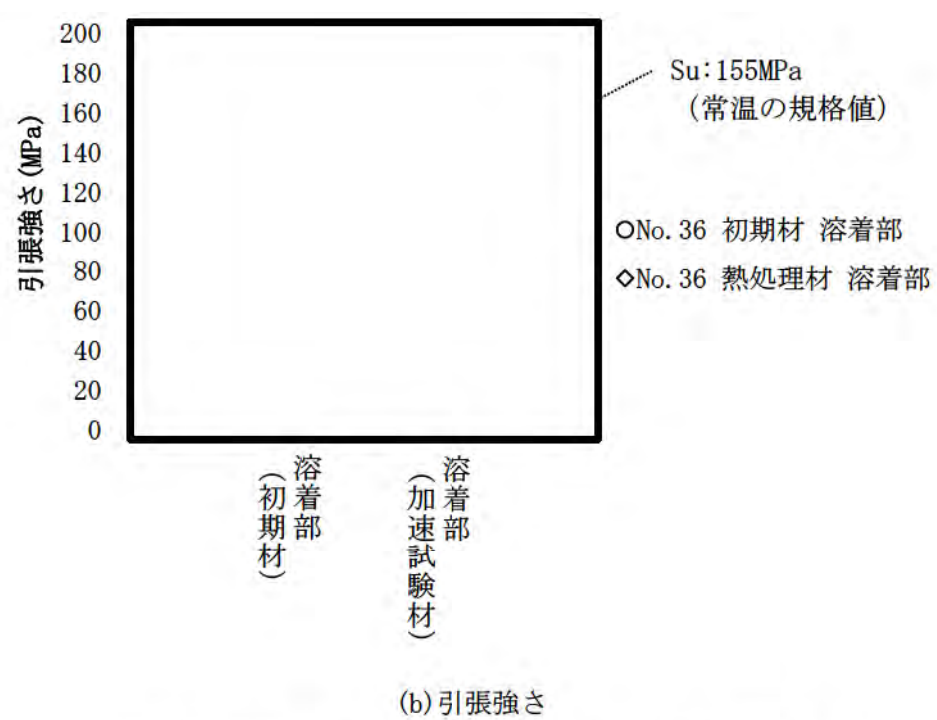 200
180
160
140
120
100
80
60
40
20
0
引張強さ(MPa)
Su:155MPa
(常温の規格値)
○No.36 初期材 溶着部
◇No.36 熱処理材 溶着部
溶着部
(初期材)
溶着部
(加速試験材)
(b)引張強さ